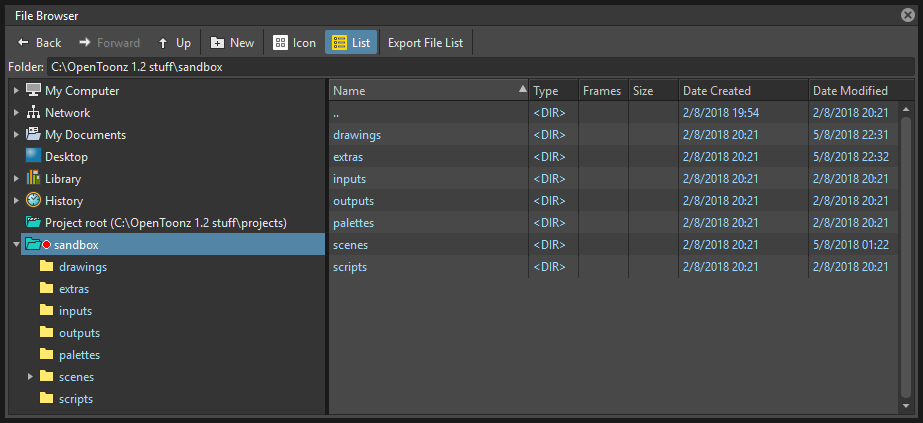 File Browser
Back Forward Up New Icon List Export File List
Folder: C:\OpenToonz 1.2 stuff\sandbox
My Computer
Network
My Documents
Desktop
Library
History
Project root (C:\OpenToonz 1.2 stuff\projects)
sandbox
drawings
extras
inputs
outputs
palettes
scenes
scripts
Name Type Frames Size Date Created Date Modified
.. <DIR> 2/8/2018 19:54 2/8/2018 20:21
drawings <DIR> 2/8/2018 20:21 5/8/2018 22:31
extras <DIR> 2/8/2018 20:21 5/8/2018 22:32
inputs <DIR> 2/8/2018 20:21 2/8/2018 20:21
outputs <DIR> 2/8/2018 20:21 2/8/2018 20:21
palettes <DIR> 2/8/2018 20:21 2/8/2018 20:21
scenes <DIR> 2/8/2018 20:21 5/8/2018 01:22
scripts <DIR> 2/8/2018 20:21 2/8/2018 20:21